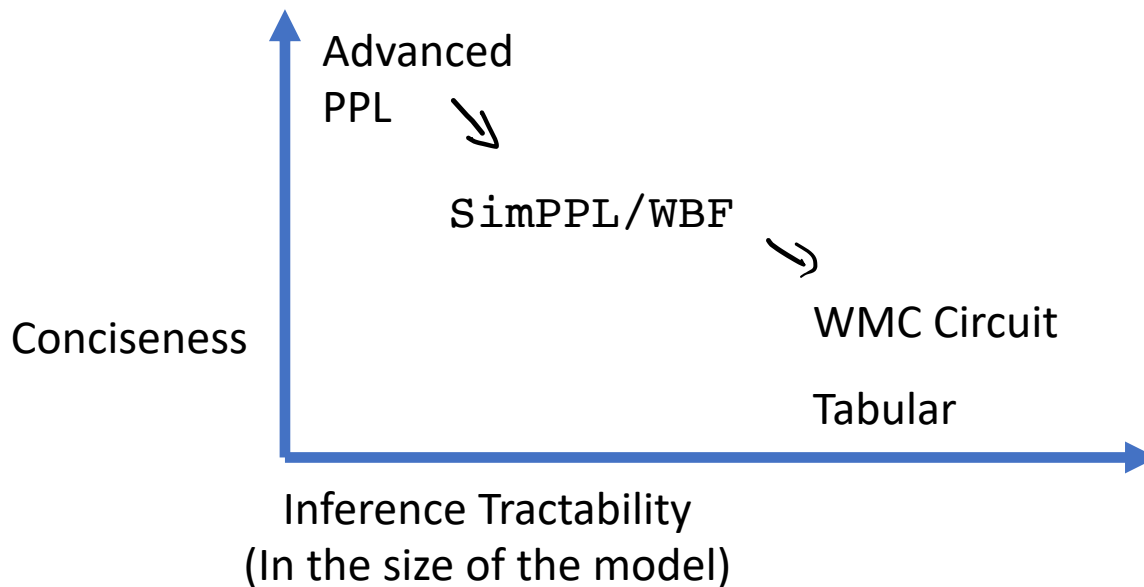 Advanced
PPL
SimPPL/WBF
WMC Circuit
Conciseness
Tabular
Inference Tractability
(In the size of the model)